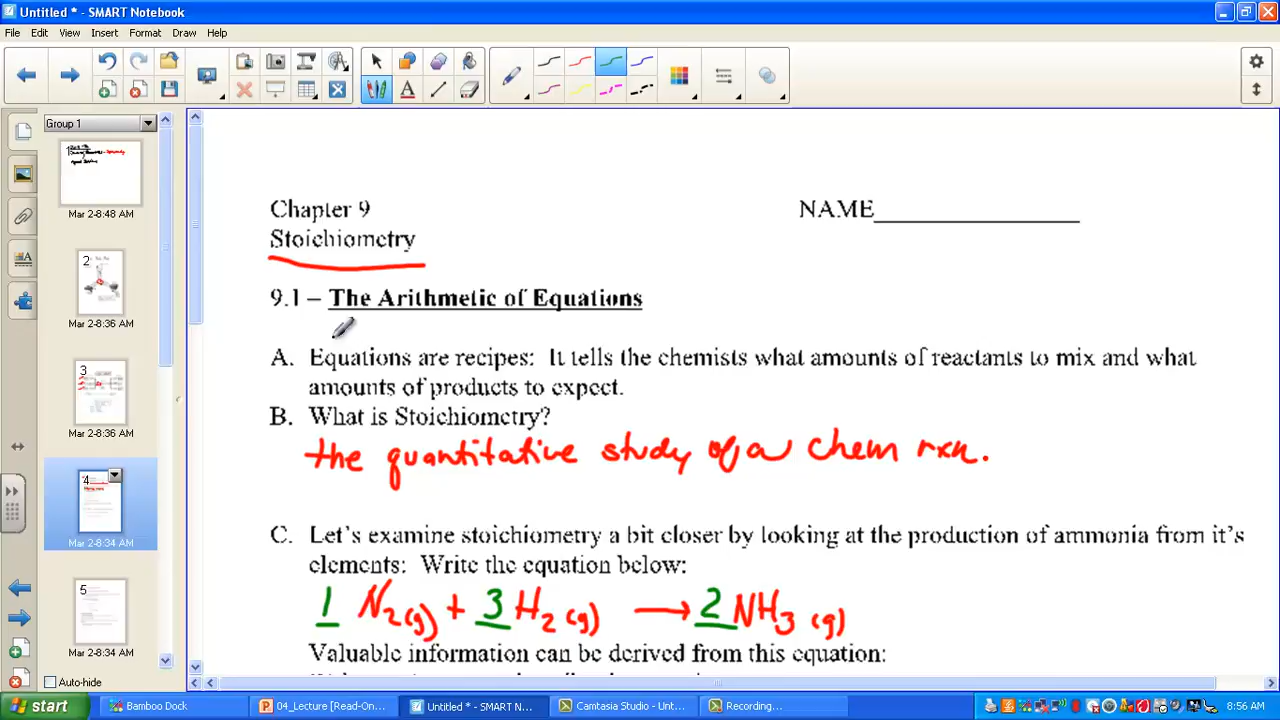 Untitled * - SMART Notebook
File Edit View Insert Format Draw Help
Group 1
Mar 2-8:48 AM
2
Mar 2-8:36 AM
3
Mar 2-8:36 AM
4
Mar 2-8:34 AM
5
Mar 2-8:34 AM
Auto-hide
Chapter 9 NAME
Stoichiometry
9.1 – The Arithmetic of Equations
A. Equations are recipes: It tells the chemists what amounts of reactants to mix and what
amounts of products to expect.
B. What is Stoichiometry?
the quantitative study of a chem rxn.
C. Let's examine stoichiometry a bit closer by looking at the production of ammonia from it's
elements: Write the equation below:
1 N2(g) + 3 H2(g) → 2 NH3(g)
Valuable information can be derived from this equation:
start Bamboo Dock 04_Lecture [Read-On... Untitled * - SMART N... Camtasia Studio - Unt... Recording... 8:56 AM